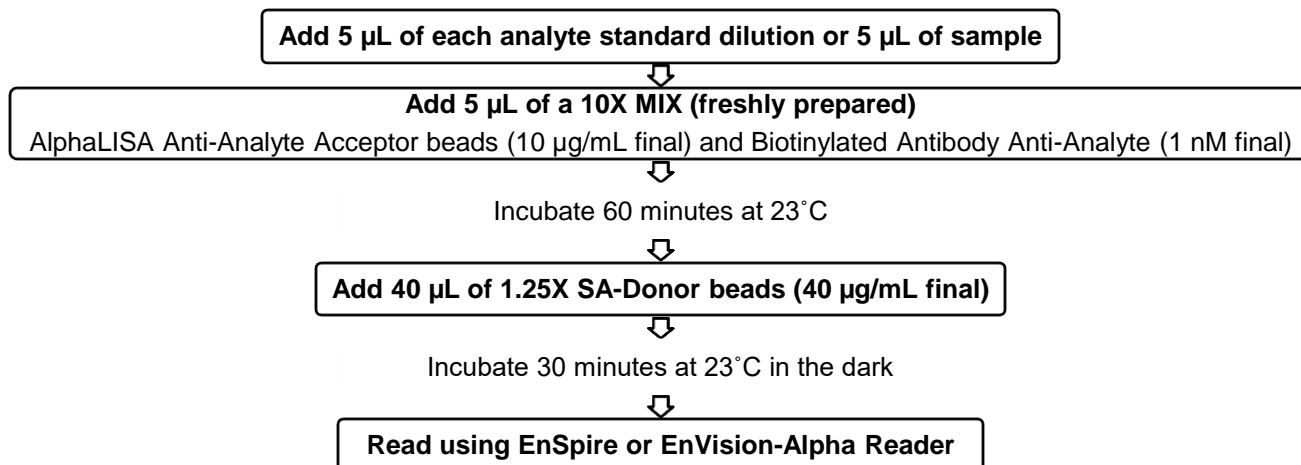 Add 5 µL of each analyte standard dilution or 5 µL of sample
Add 5 µL of a 10X MIX (freshly prepared)
AlphaLISA Anti-Analyte Acceptor beads (10 µg/mL final) and Biotinylated Antibody Anti-Analyte (1 nM final)
Incubate 60 minutes at 23˚C
Add 40 µL of 1.25X SA-Donor beads (40 µg/mL final)
Incubate 30 minutes at 23˚C in the dark
Read using EnSpire or EnVision-Alpha Reader